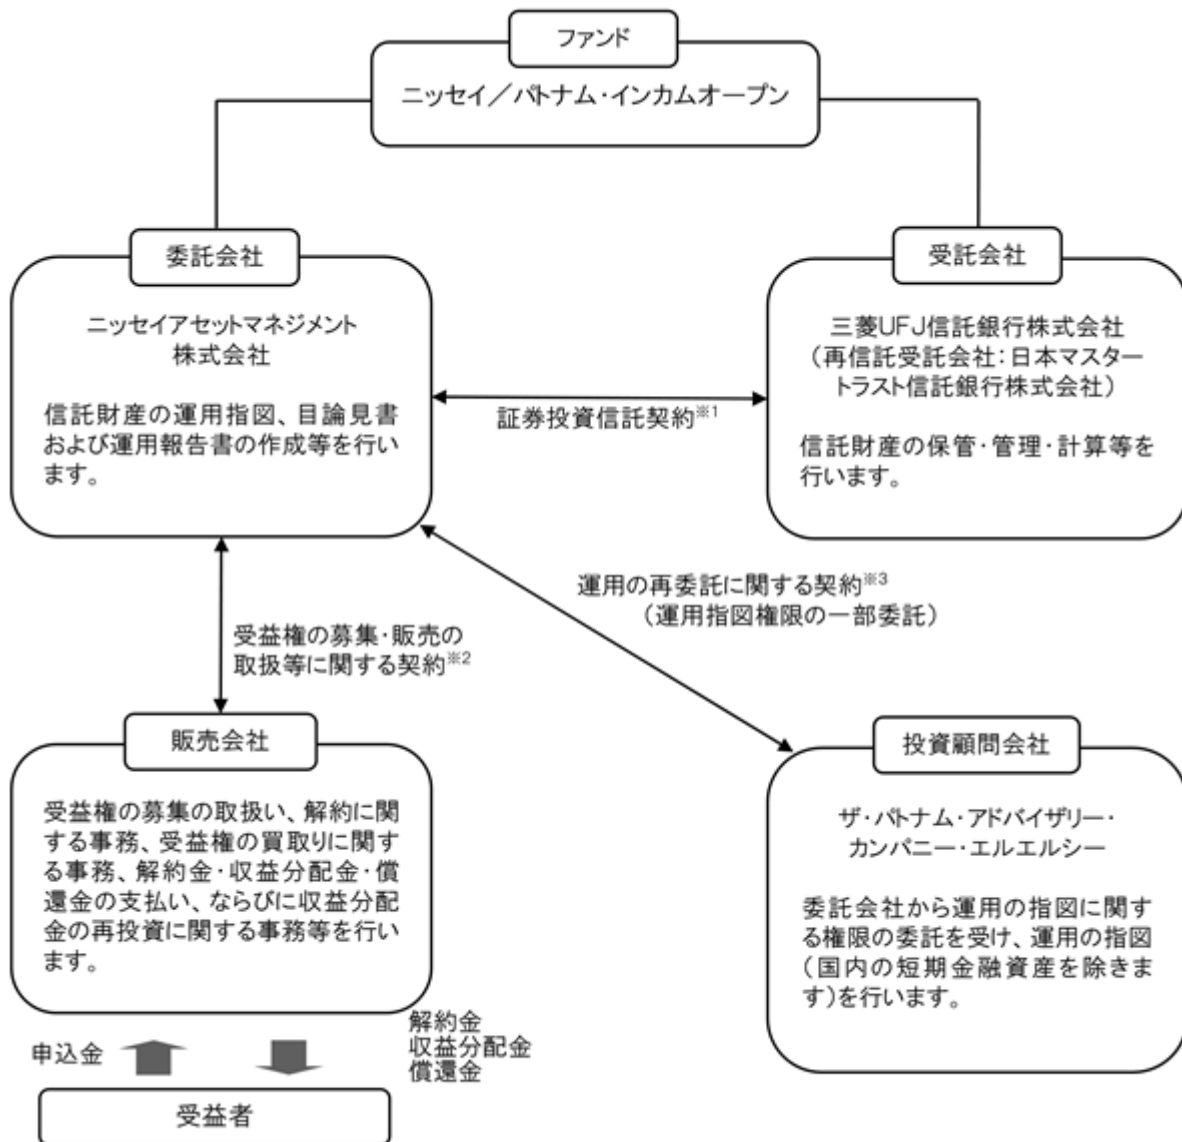 ファンド
ニッセイ／パトナム・インカムオープン
委託会社
ニッセイアセットマネジメント
株式会社
信託財産の運用指図、目論見書
および運用報告書の作成等を行い
ます。
受託会社
三菱UFJ信託銀行株式会社
（再信託受託会社：日本マスター
トラスト信託銀行株式会社）
信託財産の保管・管理・計算等を
行います。
証券投資信託契約※1
運用の再委託に関する契約※3
（運用指図権限の一部委託）
受益権の募集・販売の
取扱等に関する契約※2
販売会社
受益権の募集の取扱い、解約に関
する事務、受益権の買取りに関す
る事務、解約金・収益分配金・償
還金の支払い、ならびに収益分配
金の再投資に関する事務等を行い
ます。
投資顧問会社
ザ・パトナム・アドバイザリー・
カンパニー・エルエルシー
委託会社から運用の指図に関す
る権限の委託を受け、運用の指図
（国内の短期金融資産を除きま
す）を行います。
申込金
解約金
収益分配金
償還金
受益者